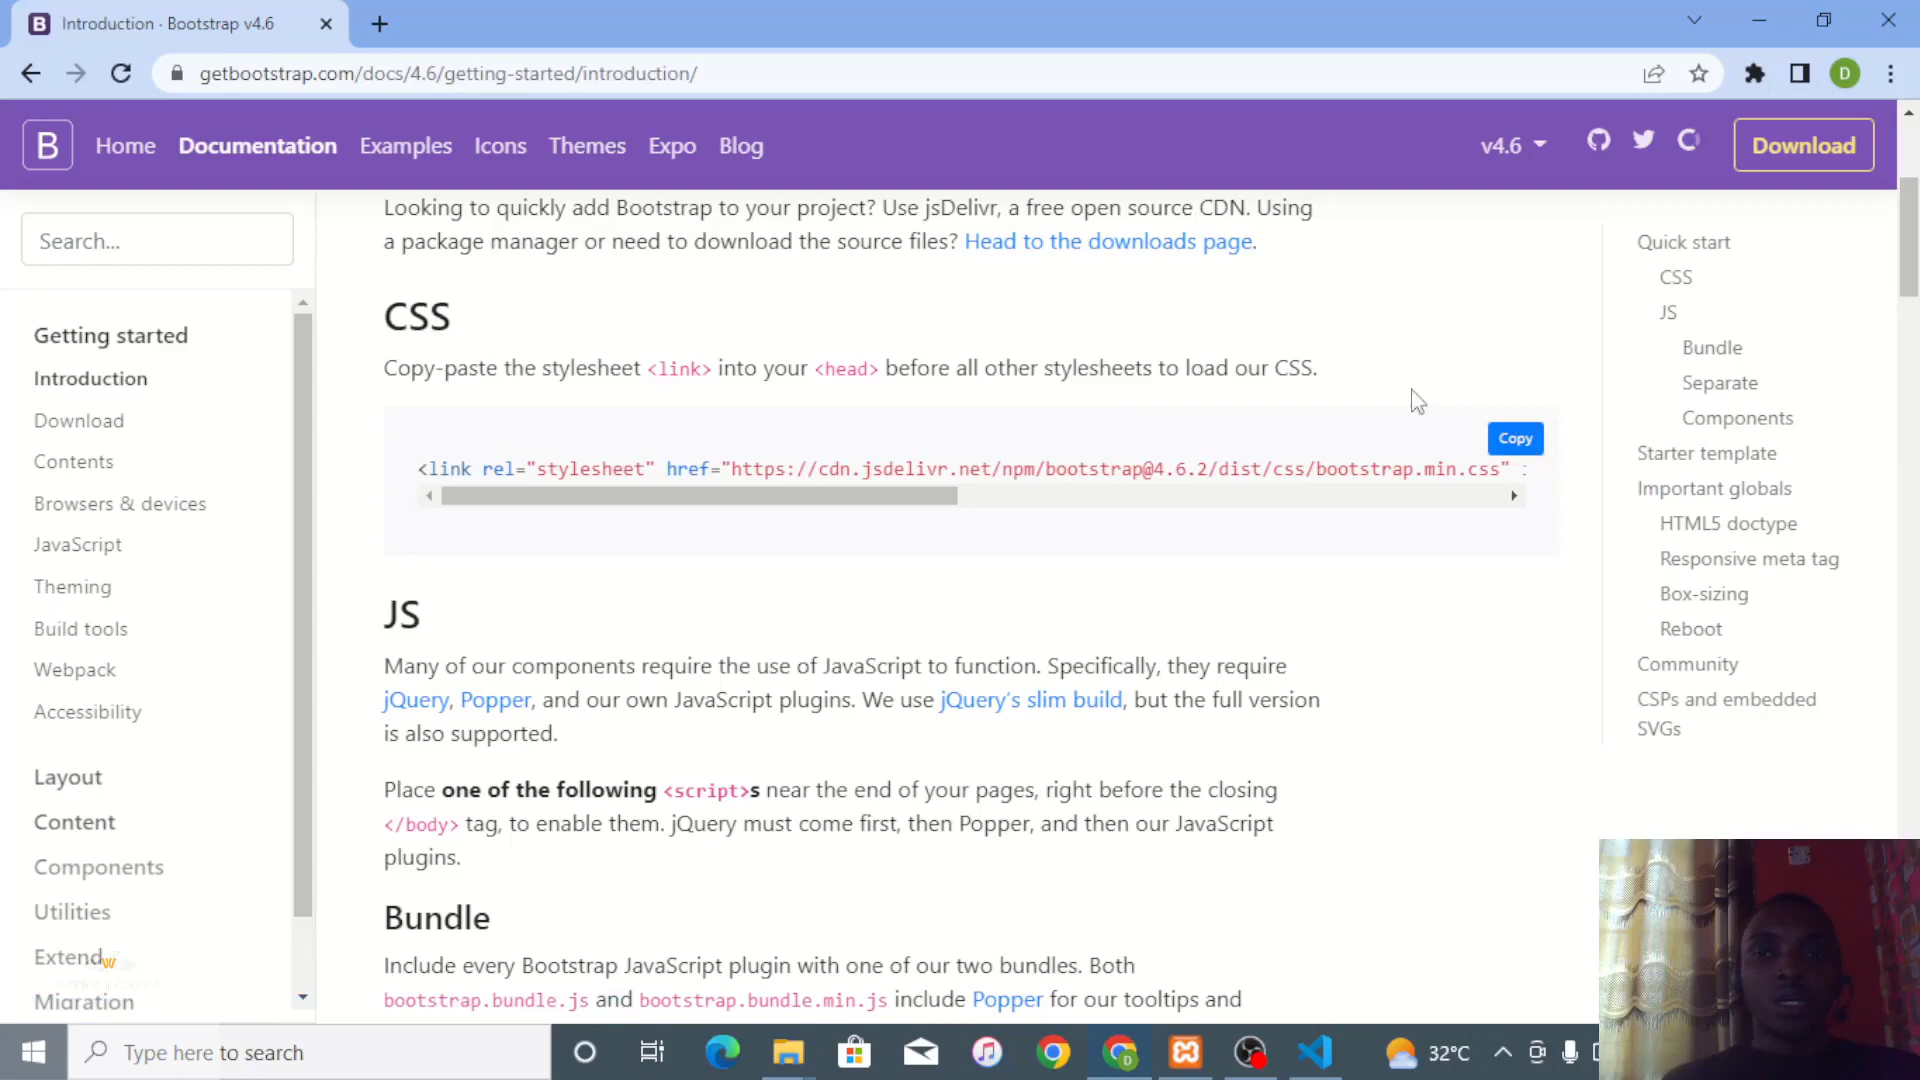 Introduction · Bootstrap v4.6
getbootstrap.com/docs/4.6/getting-started/introduction/
D
B
Home
Documentation
Examples
Icons
Themes
Expo
Blog
v4.6
Download
Search...
Getting started
Introduction
Download
Contents
Browsers & devices
JavaScript
Theming
Build tools
Webpack
Accessibility
Layout
Content
Components
Utilities
Extend
Migration
Looking to quickly add Bootstrap to your project? Use jsDelivr, a free open source CDN. Using
a package manager or need to download the source files? Head to the downloads page.
CSS
Copy-paste the stylesheet <link> into your <head> before all other stylesheets to load our CSS.
Copy
<link rel="stylesheet" href="https://cdn.jsdelivr.net/npm/bootstrap@4.6.2/dist/css/bootstrap.min.css"
JS
Many of our components require the use of JavaScript to function. Specifically, they require
jQuery, Popper, and our own JavaScript plugins. We use jQuery's slim build, but the full version
is also supported.
Place one of the following <script>s near the end of your pages, right before the closing
</body> tag, to enable them. jQuery must come first, then Popper, and then our JavaScript
plugins.
Bundle
Include every Bootstrap JavaScript plugin with one of our two bundles. Both
bootstrap.bundle.js and bootstrap.bundle.min.js include Popper for our tooltips and
Quick start
CSS
JS
Bundle
Separate
Components
Starter template
Important globals
HTML5 doctype
Responsive meta tag
Box-sizing
Reboot
Community
CSPs and embedded
SVGs
Type here to search
32°C